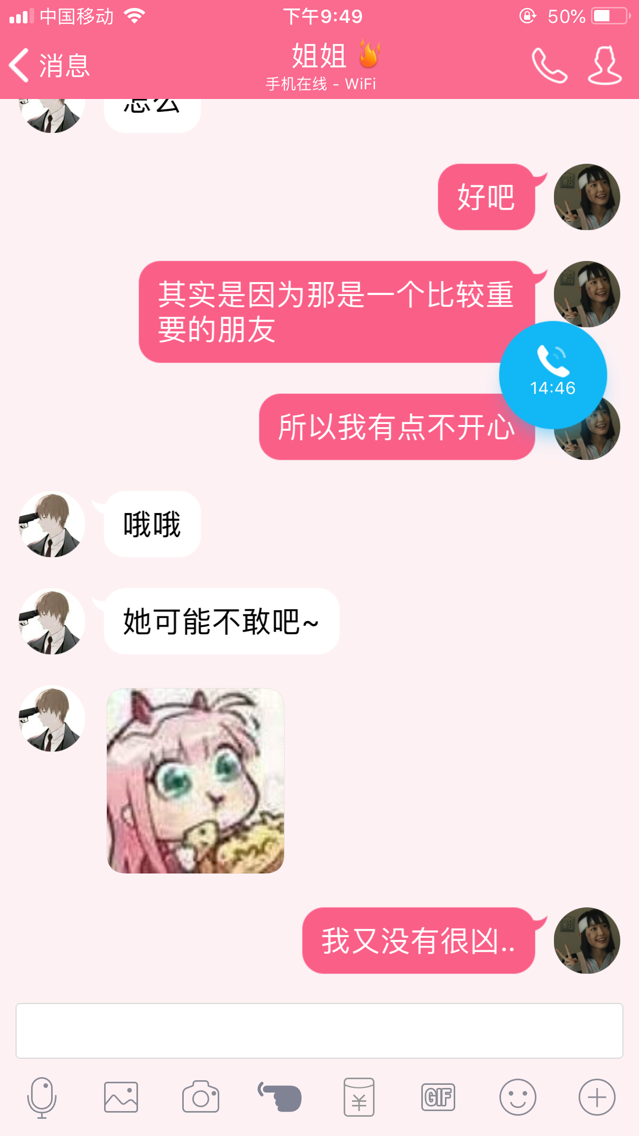 中国移动 下午9:49 50%
消息 姐姐
手机在线 - WiFi
怎么
好吧
其实是因为那是一个比较重
要的朋友
14:46
所以我有点不开心
哦哦
她可能不敢吧~
我又没有很凶..
¥
GIF